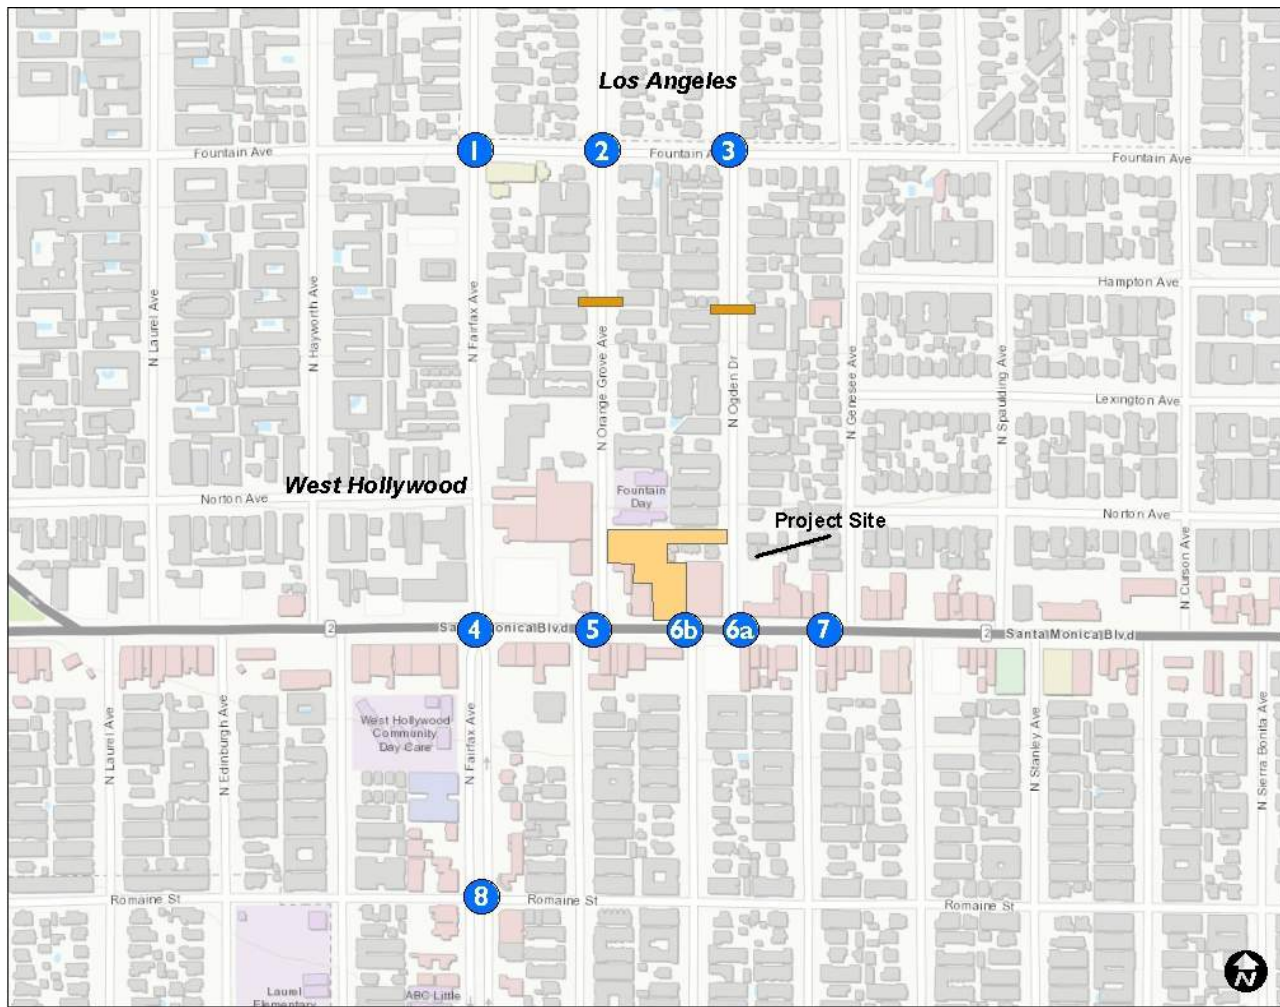 Los Angeles
1
2
3
Fountain Ave
Fountain A
Fountain Ave
Hampton Ave
N Laurel Ave
N Hayworth Ave
N Fairfax Ave
N Orange Grove Ave
N Ogden Dr
N Genesee Ave
N Spaulding Ave
Lexington Ave
West Hollywood
Norton Ave
Fountain
Day
Project Site
Norton Ave
N Curson Ave
2
4
5
6b
6a
7
2
Santa Monica Blvd
West Hollywood
Community
Day Care
N Laurel Ave
N Edinburgh Ave
N Fairfax Ave
N Stanley Ave
N Sierra Bonita Ave
8
Romaine St
Romaine St
Romaine St
Laurel
Elementary
ABC Little
N